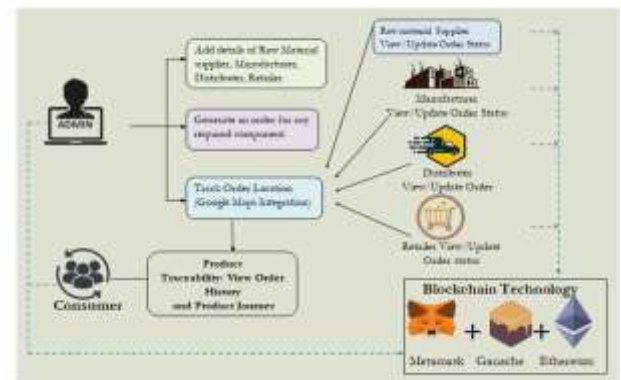 Add details of Raw Material
supplier, Manufacturer,
Distributer, Retailer
Raw material Supplier
View/Update Order Status
ADMIN
Generate an order for any
required component
Manufacturer
View/Update Order Status
Track Order Location
(Google Maps Integration)
Distributer
View/Update Order
Retailer View/Update
Order status
Product
Traceability: View Order
History
and Product Journey
Consumer
Blockchain Technology
+ +
Metamask Ganache Ethereum